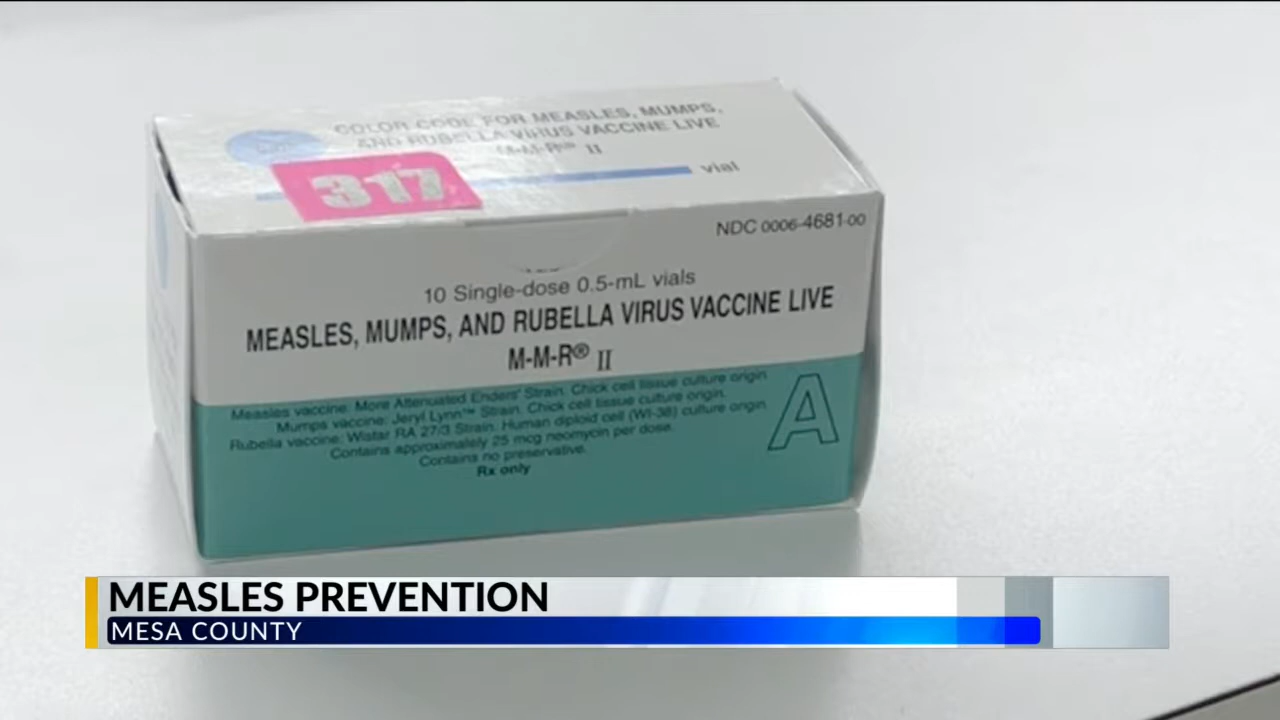 COLOR CODE FOR MEASLES, MUMPS,
AND RUBELLA VIRUS VACCINE LIVE
M-M-R® II
317
vial
NDC 0006-4681-00
10 Single-dose 0.5-mL vials
MEASLES, MUMPS, AND RUBELLA VIRUS VACCINE LIVE
M-M-R® II
Measles vaccine: More Attenuated Enders' Strain. Chick cell tissue culture origin.
Mumps vaccine: Jeryl Lynn™ Strain. Chick cell tissue culture origin.
Rubella vaccine: Wistar RA 27/3 Strain. Human diploid cell (WI-38) culture origin.
Contains approximately 25 mcg neomycin per dose.
Contains no preservative.
Rx only
A
MEASLES PREVENTION
MESA COUNTY